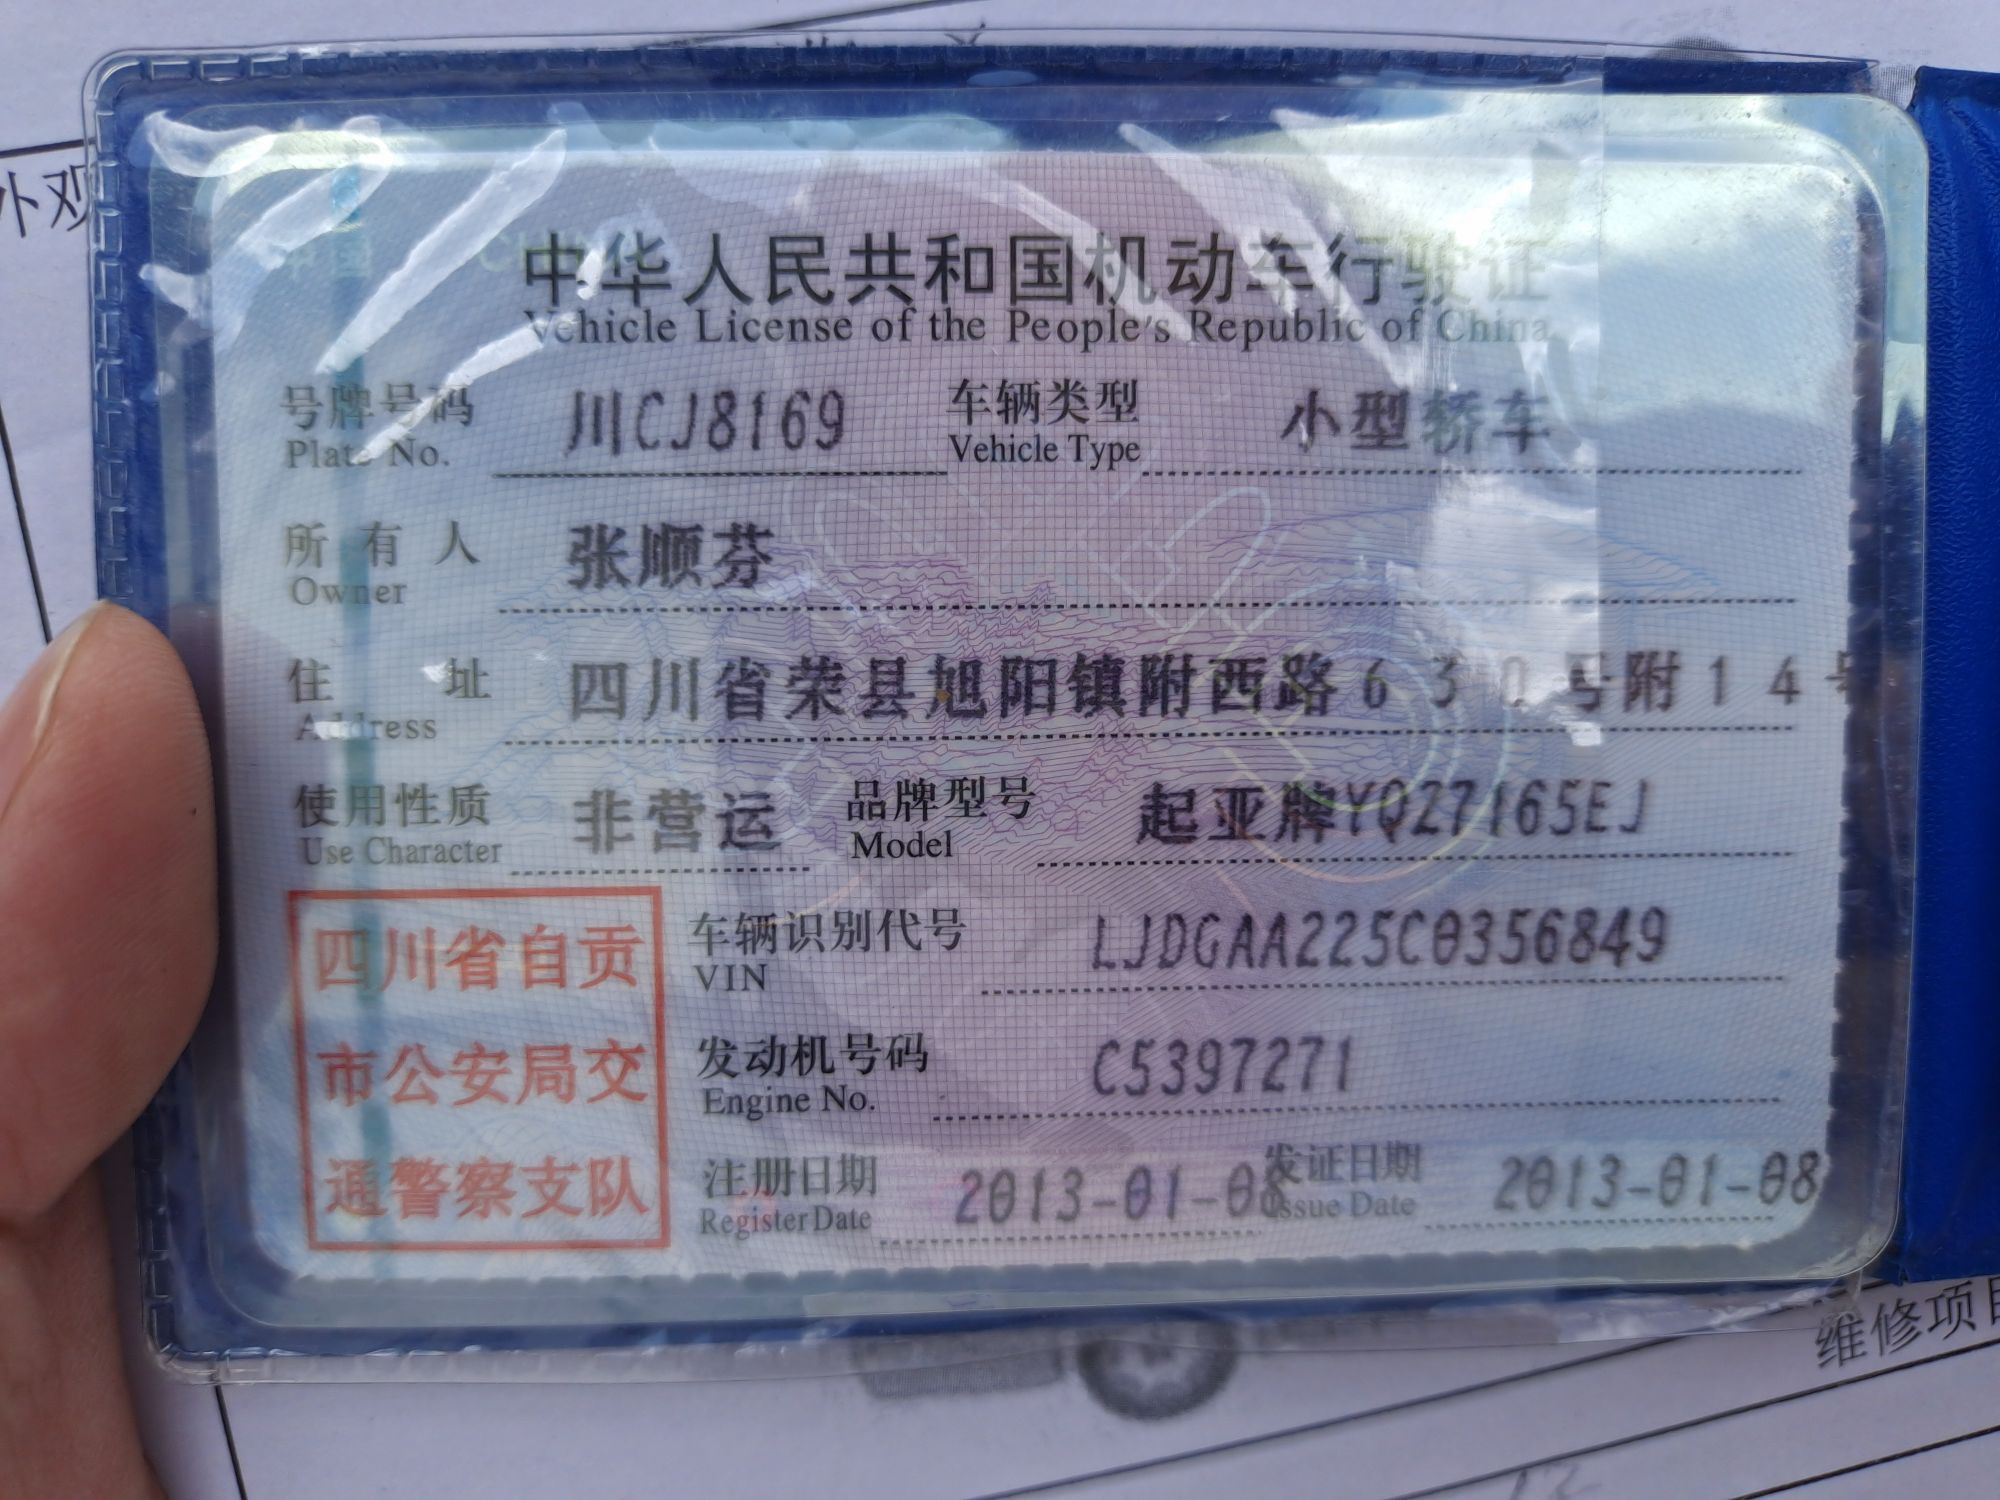 外观
中华人民共和国机动车行驶证
Vehicle License of the People's Republic of China
号牌号码 川CJ8169 车辆类型 小型轿车
Plate No. Vehicle Type
所有人 张顺芬
Owner
住址 四川省荣县旭阳镇附西路630号附14号
Address
使用性质 非营运 品牌型号 起亚牌YQZ7165EJ
Use Character Model
四川省自贡
市公安局交
通警察支队
车辆识别代号 LJDGAA225C0356849
VIN
发动机号码 C5397271
Engine No.
注册日期 2013-01-08 发证日期 2013-01-08
Register Date Issue Date
维修项目